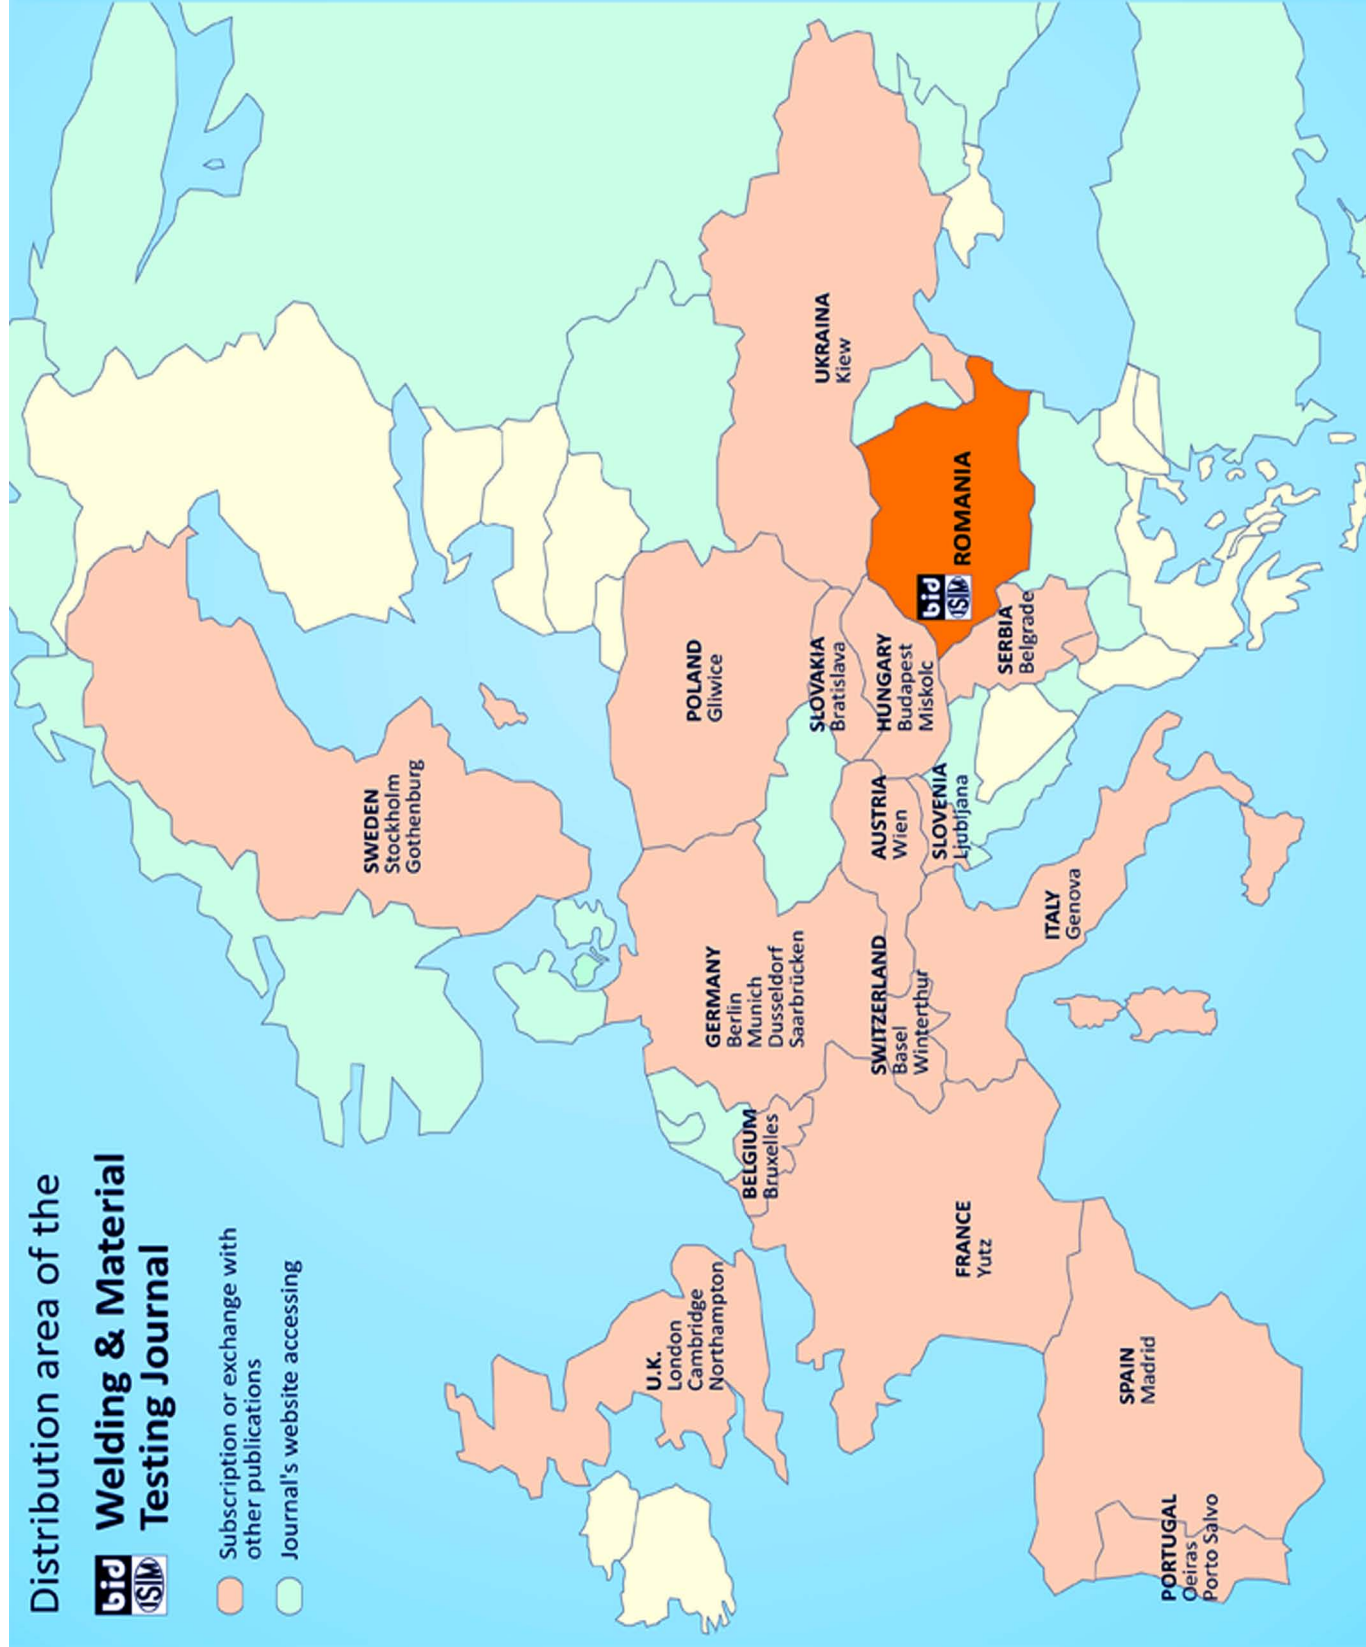 Distribution area of the
bid
ISIM
Welding & Material
Testing Journal
Subscription or exchange with
other publications
Journal's website accessing
SWEDEN
Stockholm
Gothenburg
U.K.
London
Cambridge
Northampton
BELGIUM
Bruxelles
GERMANY
Berlin
Munich
Dusseldorf
Saarbrücken
POLAND
Gliwice
UKRAINA
Kiew
SLOVAKIA
Bratislava
HUNGARY
Budapest
Miskolc
AUSTRIA
Wien
SWITZERLAND
Basel
Winterthur
SLOVENIA
Ljubljana
bid
ISIM
ROMANIA
SERBIA
Belgrade
FRANCE
Yutz
ITALY
Genova
SPAIN
Madrid
PORTUGAL
Oeiras
Porto Salvo